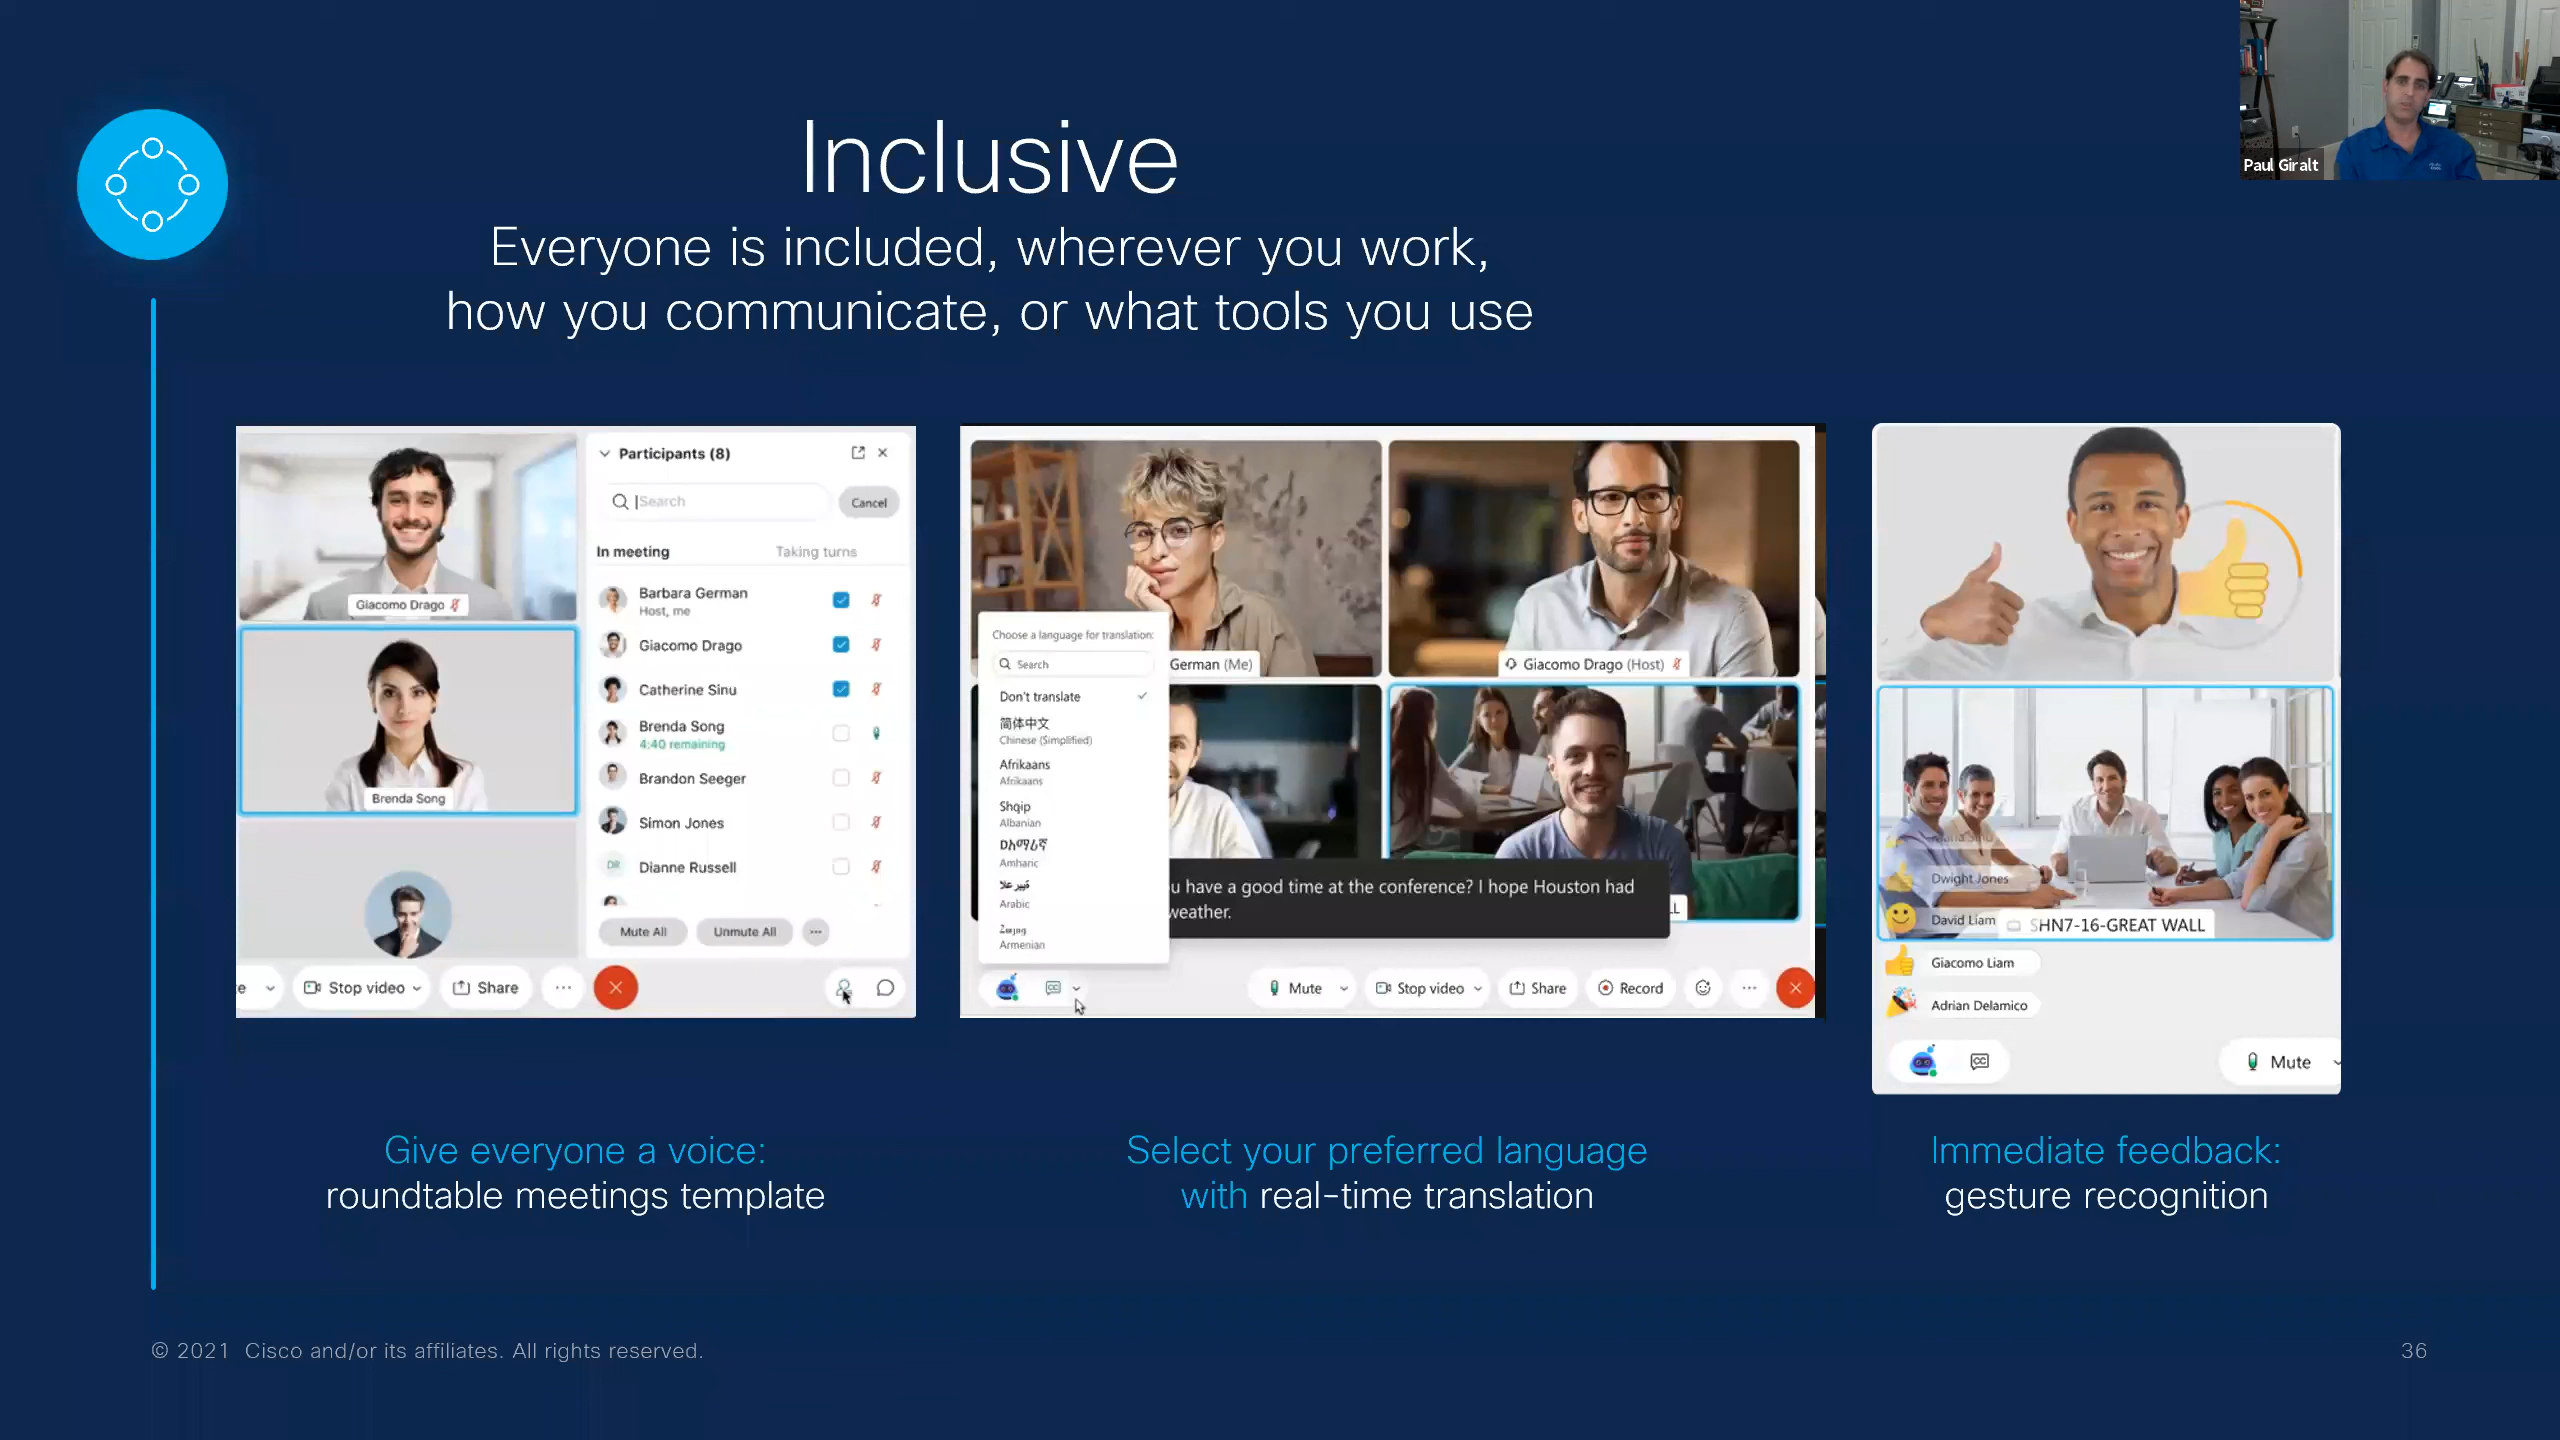 Paul Giralt
Inclusive
Everyone is included, wherever you work,
how you communicate, or what tools you use
Giacomo Drago
Brenda Song
Participants (8)
Search
Cancel
In meeting
Taking turns
Barbara German
Host, me
Giacomo Drago
Catherine Sinu
Brenda Song
4:40 remaining
Brandon Seeger
Simon Jones
DR
Dianne Russell
Mute All
Unmute All
e
Stop video
Share
German (Me)
Giacomo Drago (Host)
Choose a language for translation:
Search
Don't translate
简体中文
Chinese (Simplified)
Afrikaans
Afrikaans
Shqip
Albanian
Amharic
Arabic
Armenian
u have a good time at the conference? I hope Houston had
weather.
LL
CC
Mute
Stop video
Share
Record
Dwight Jones
David Liam
SHN7-16-GREAT WALL
Giacomo Liam
Adrian Delamico
CC
Mute
Give everyone a voice:
roundtable meetings template
Select your preferred language
with real-time translation
Immediate feedback:
gesture recognition
© 2021 Cisco and/or its affiliates. All rights reserved.
36